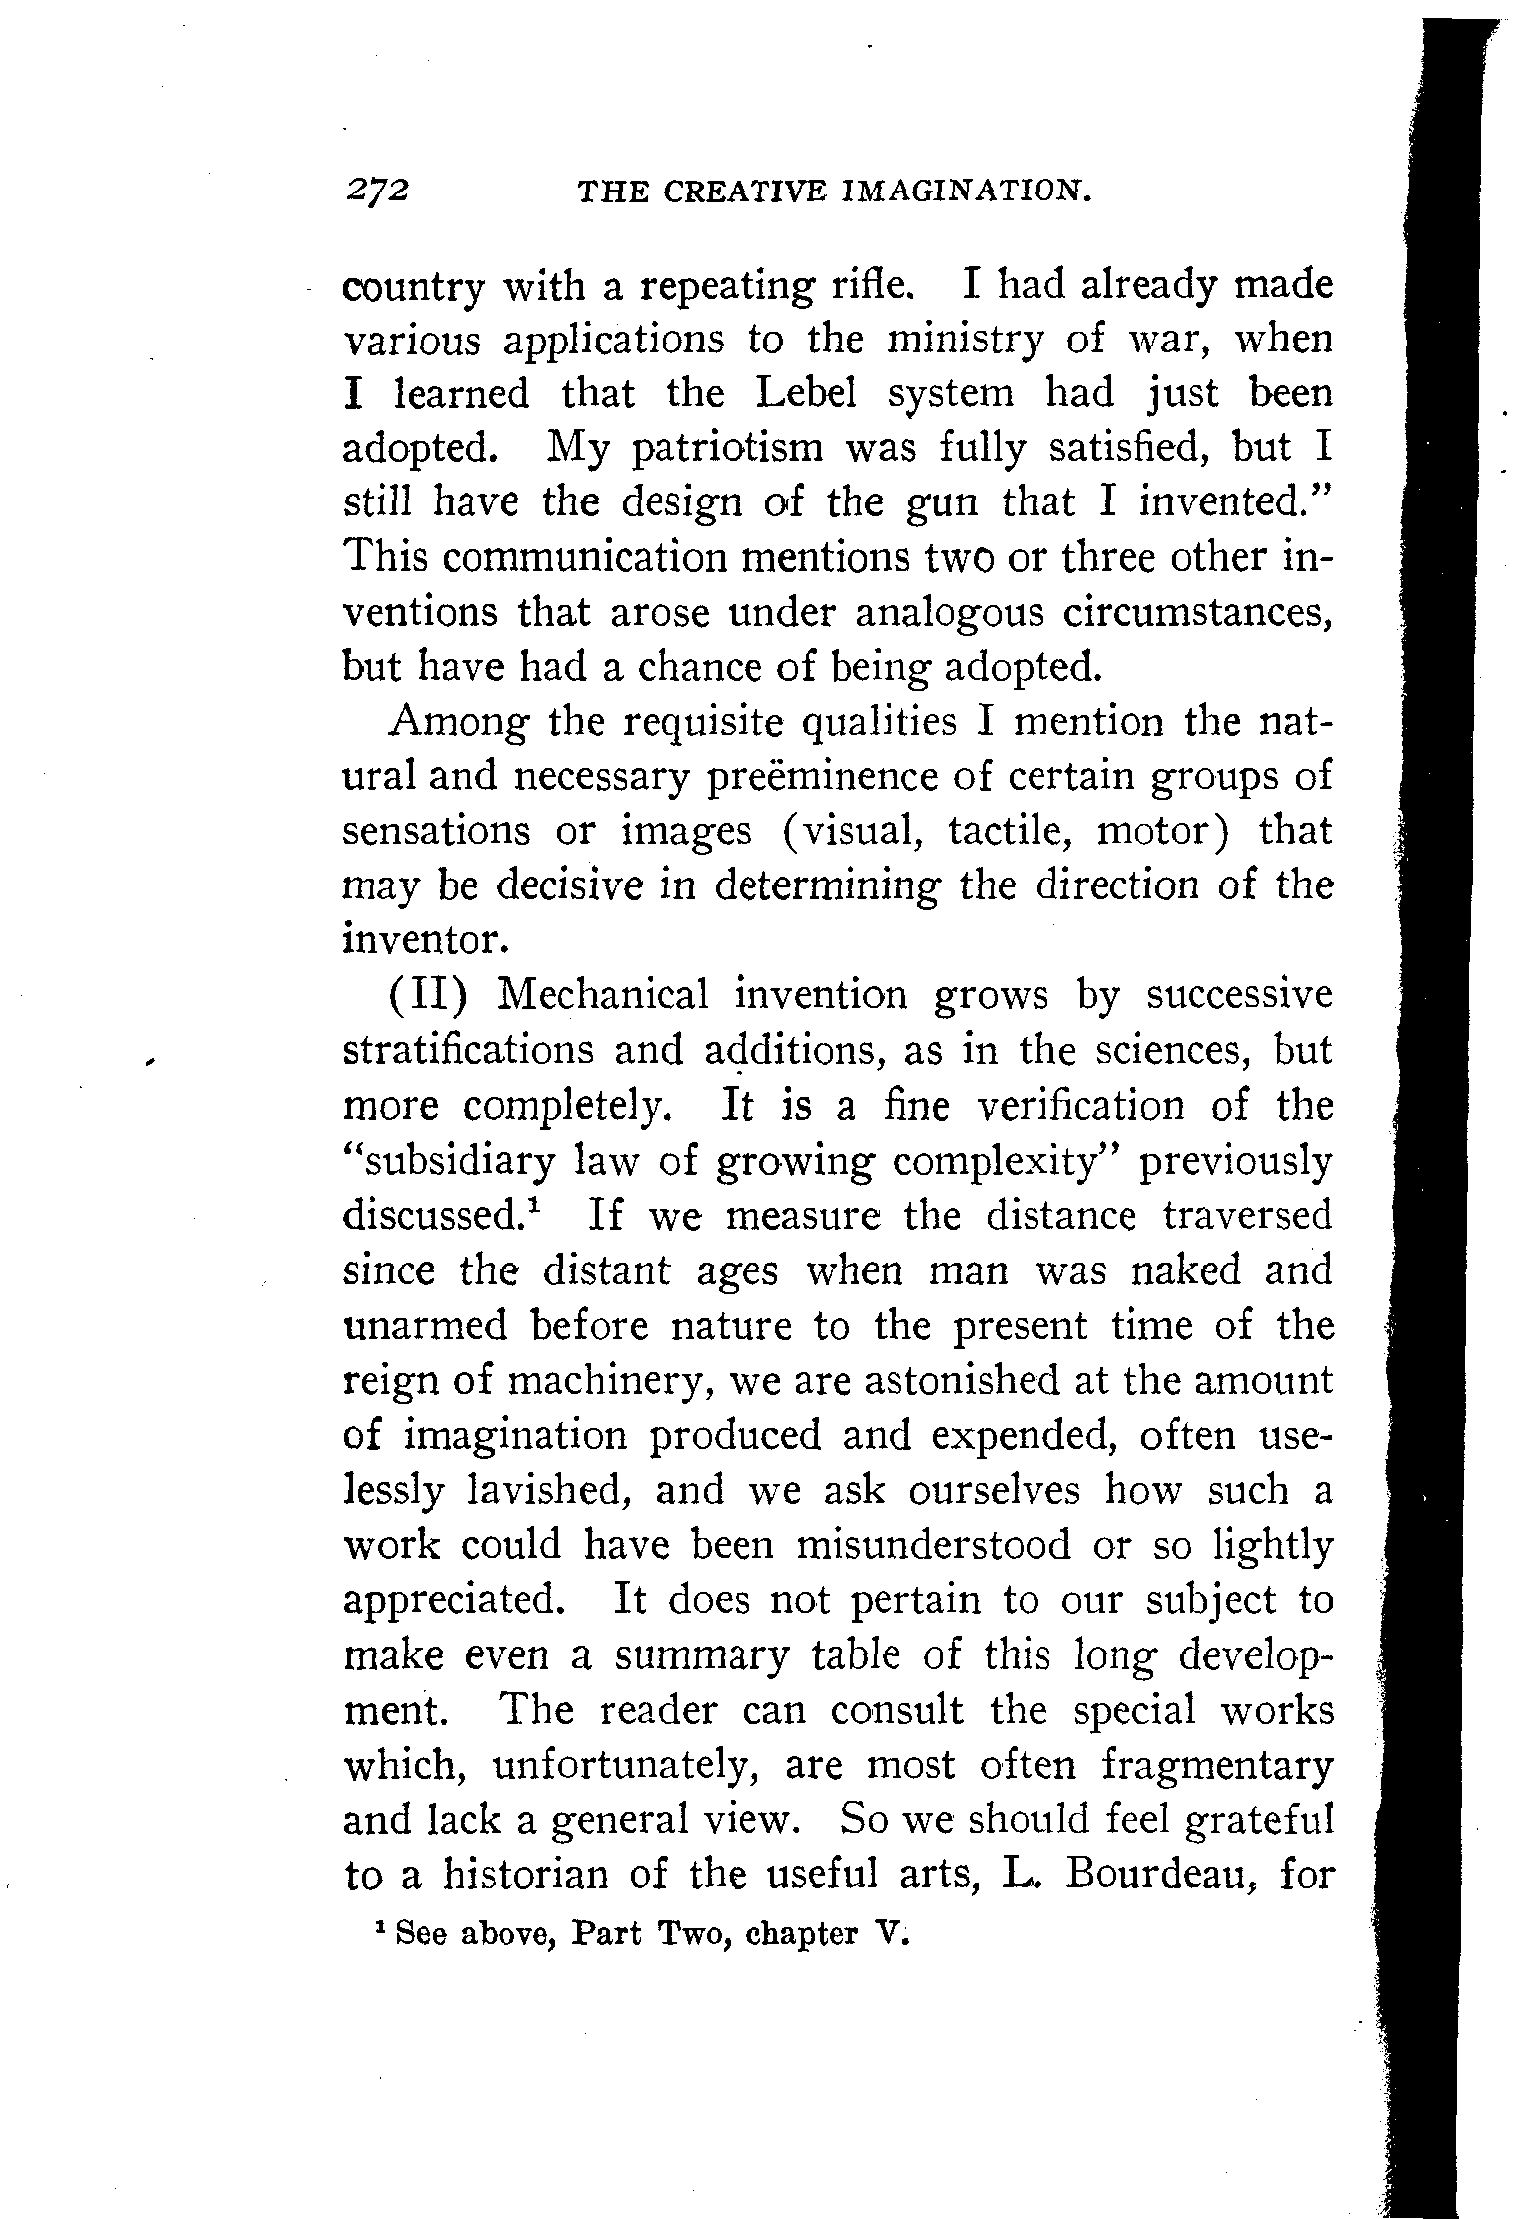 272 THE CREATIVE IMAGINATION.
country with a repeating rifle. I had already made
various applications to the ministry of war, when
I learned that the Lebel system had just been
adopted. My patriotism was fully satisfied, but I
still have the design of the gun that I invented.”
This communication mentions two or three other in-
ventions that arose under analogous circumstances,
but have had a chance of being adopted.
Among the requisite qualities I mention the nat-
ural and necessary preëminence of certain groups of
sensations or images (visual, tactile, motor) that
may be decisive in determining the direction of the
inventor.
(II) Mechanical invention grows by successive
stratifications and additions, as in the sciences, but
more completely. It is a fine verification of the
“subsidiary law of growing complexity” previously
discussed.¹ If we measure the distance traversed
since the distant ages when man was naked and
unarmed before nature to the present time of the
reign of machinery, we are astonished at the amount
of imagination produced and expended, often use-
lessly lavished, and we ask ourselves how such a
work could have been misunderstood or so lightly
appreciated. It does not pertain to our subject to
make even a summary table of this long develop-
ment. The reader can consult the special works
which, unfortunately, are most often fragmentary
and lack a general view. So we should feel grateful
to a historian of the useful arts, L. Bourdeau, for
¹ See above, Part Two, chapter V.